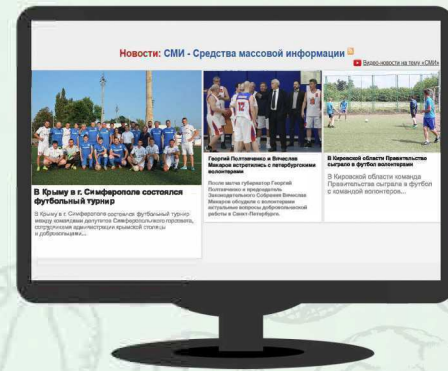 Новости: СМИ - Средства массовой информации
Видео-новости на тему «СМИ»
В Крыму в г. Симферополе состоялся
футбольный турнир
В Крыму в г. Симферополе состоялся футбольный турнир
между командами депутатов Симферопольского горсовета,
сотрудниками администрации крымской столицы
и добровольцами...
Георгий Полтавченко и Вячеслав
Макаров встретились с петербургскими
волонтерами
После матча губернатор Георгий
Полтавченко и председатель
Законодательного Собрания Вячеслав
Макаров обсудили с волонтерами
актуальные вопросы добровольческой
работы в Санкт-Петербурге.
В Кировской области Правительство
сыграло в футбол волонтерами
В Кировской области команда
Правительства сыграла в футбол
с командой волонтеров...